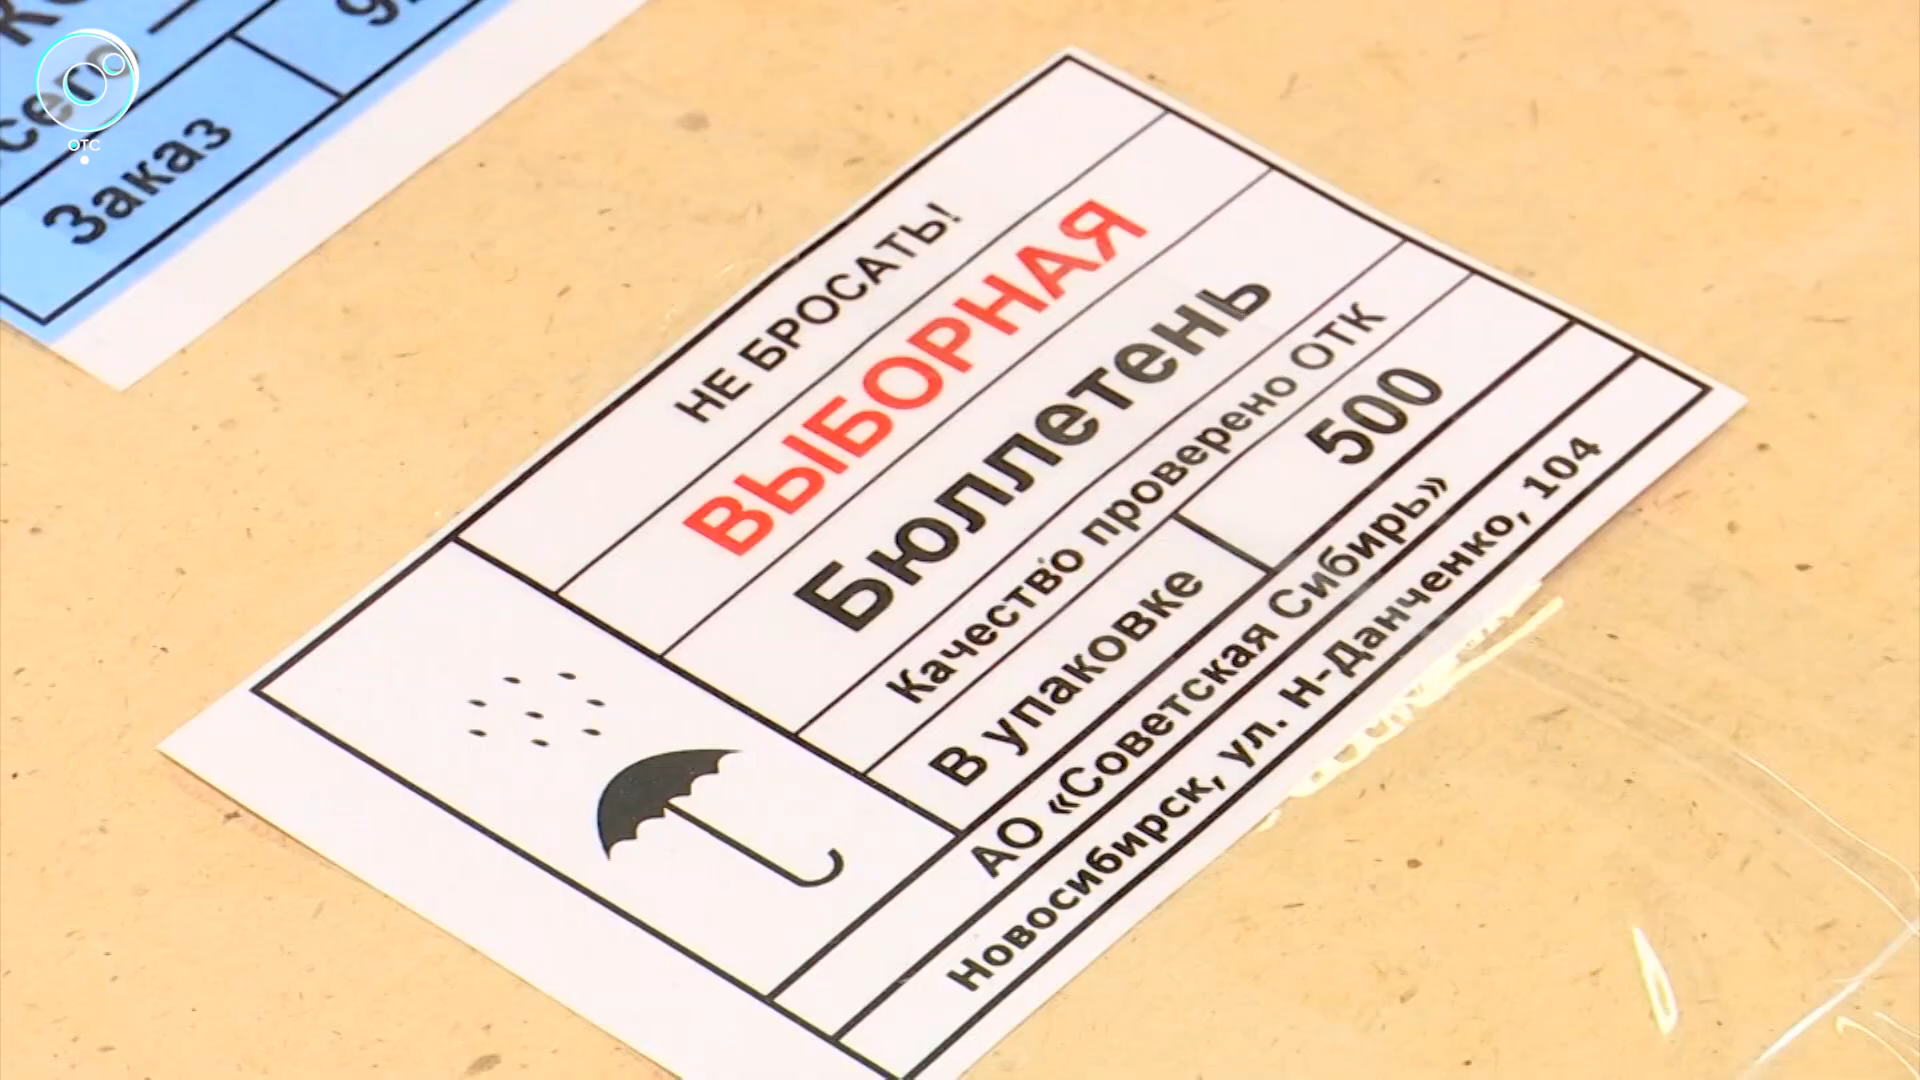 ОТС
Заказ
НЕ БРОСАТЬ!
ВЫБОРНАЯ
Бюллетень
Качество проверено ОТК
В упаковке 500
АО «Советская Сибирь»
Новосибирск, ул. Н-Данченко, 104